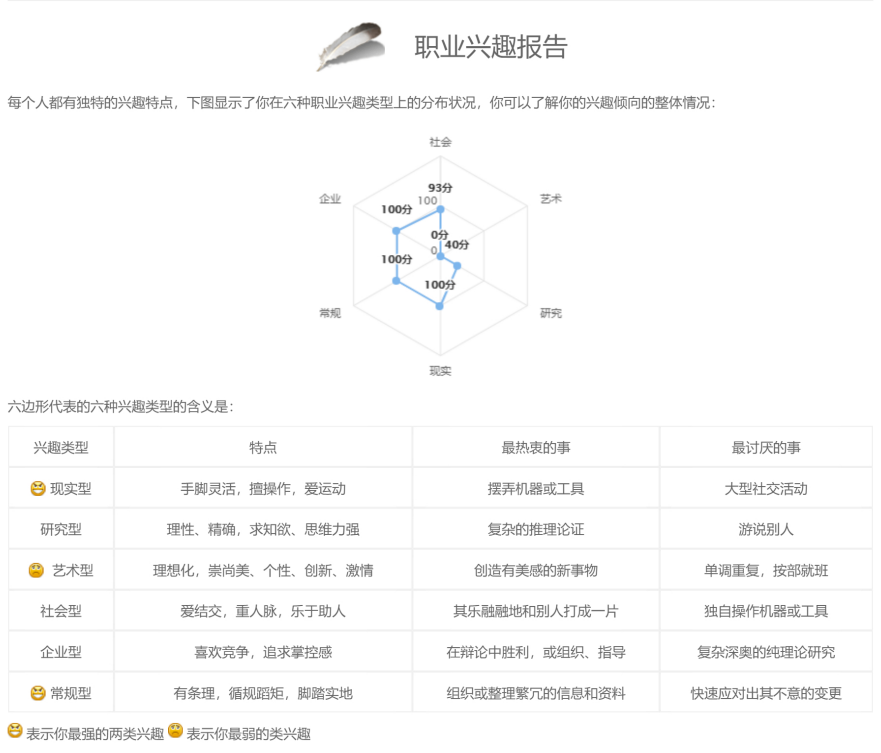 职业兴趣报告
每个人都有独特的兴趣特点，下图显示了你在六种职业兴趣类型上的分布状况，你可以了解你的兴趣倾向的整体情况：
社会
企业
艺术
93分
100
100分
0分
40分
0
100分
100分
常规
研究
现实
六边形代表的六种兴趣类型的含义是：
兴趣类型 特点 最热衷的事 最讨厌的事
现实型 手脚灵活，擅操作，爱运动 摆弄机器或工具 大型社交活动
研究型 理性、精确，求知欲、思维力强 复杂的推理论证 游说别人
艺术型 理想化，崇尚美、个性、创新、激情 创造有美感的新事物 单调重复，按部就班
社会型 爱结交，重人脉，乐于助人 其乐融融地和别人打成一片 独自操作机器或工具
企业型 喜欢竞争，追求掌控感 在辩论中胜利，或组织、指导 复杂深奥的纯理论研究
常规型 有条理，循规蹈矩，脚踏实地 组织或整理繁冗的信息和资料 快速应对出其不意的变更
表示你最强的两类兴趣 表示你最弱的类兴趣